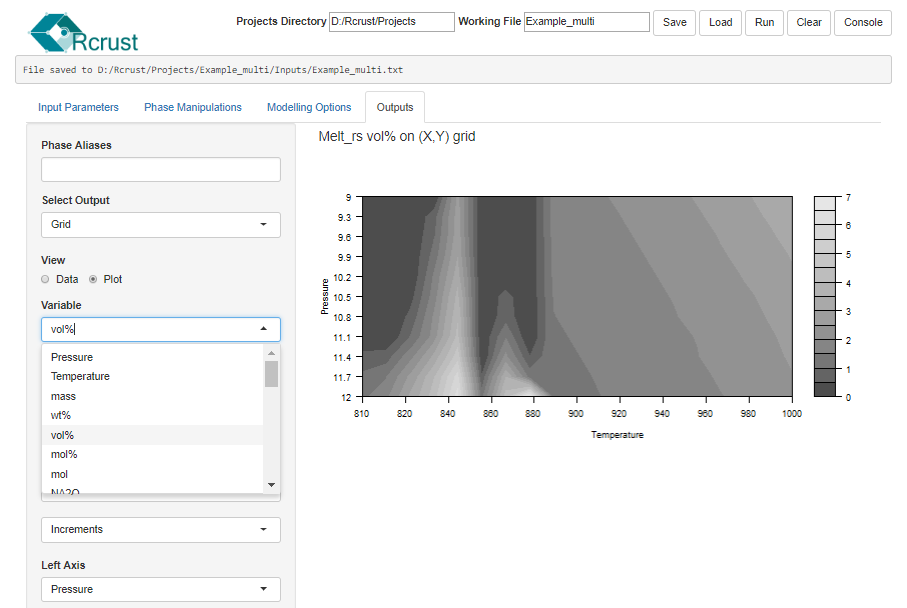 Rcrust
Projects Directory D:/Rcrust/Projects Working File Example_multi Save Load Run Clear Console
File saved to D:/Rcrust/Projects/Example_multi/Inputs/Example_multi.txt
Input Parameters Phase Manipulations Modelling Options Outputs
Phase Aliases
Select Output
Grid
View
Data Plot
Variable
vol%
Pressure
Temperature
mass
wt%
vol%
mol%
mol
NA2O
Increments
Left Axis
Pressure
Melt_rs vol% on (X,Y) grid
Pressure
9
9.3
9.6
9.9
10.2
10.5
10.8
11.1
11.4
11.7
12
810 820 840 860 880 900 920 940 960 980 1000
Temperature
7
6
5
4
3
2
1
0